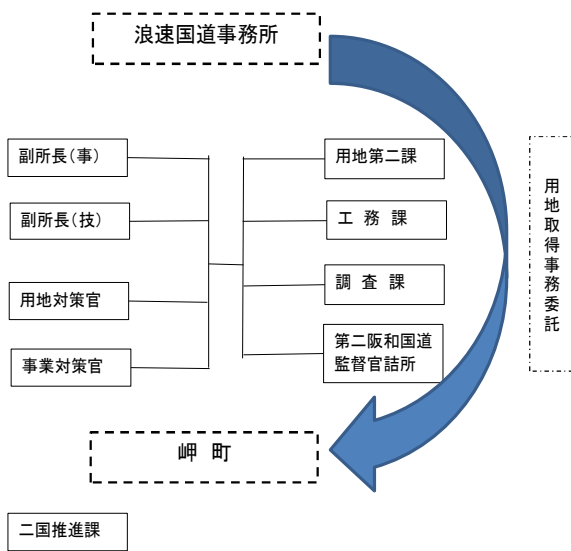 浪速国道事務所
副所長(事)
副所長(技)
用地対策官
事業対策官
用地第二課
工 務 課
調 査 課
第二阪和国道
監督官詰所
用地取得事務委託
岬 町
二国推進課